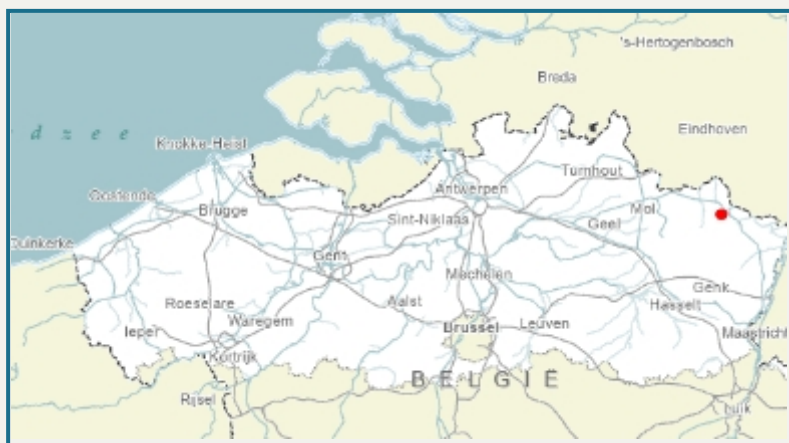 's-Hertogenbosch
Breda
dzee
Eindhoven
Knokke-Heist
Turnhout
Oostende
Antwerpen
Brugge
Sint-Niklaas
Mol
Geel
Duinkerke
Gent
Mechelen
Genk
Roeselare
Aalst
Hasselt
Ieper
Waregem
Brussel
Leuven
Maastricht
Kortrijk
BELGIË
Rijsel
Luik